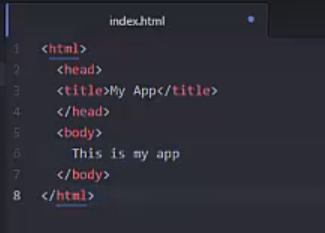 index.html
1 <html>
2 <head>
3 <title>My App</title>
4 </head>
5 <body>
6 This is my app
7 </body>
8 </html>